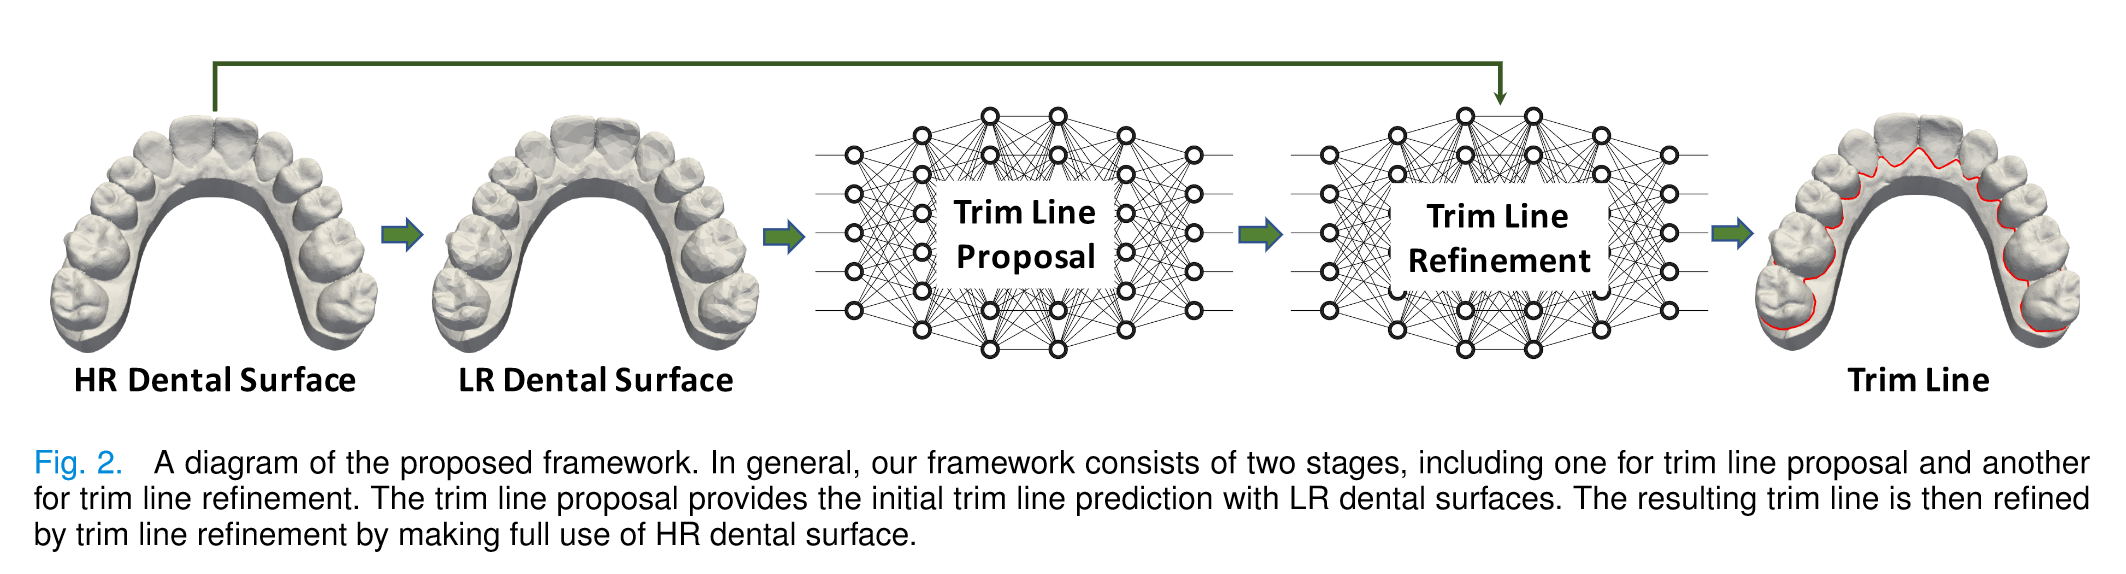 Trim Line
Proposal
Trim Line
Refinement
HR Dental Surface
LR Dental Surface
Trim Line
Fig. 2. A diagram of the proposed framework. In general, our framework consists of two stages, including one for trim line proposal and another
for trim line refinement. The trim line proposal provides the initial trim line prediction with LR dental surfaces. The resulting trim line is then refined
by trim line refinement by making full use of HR dental surface.